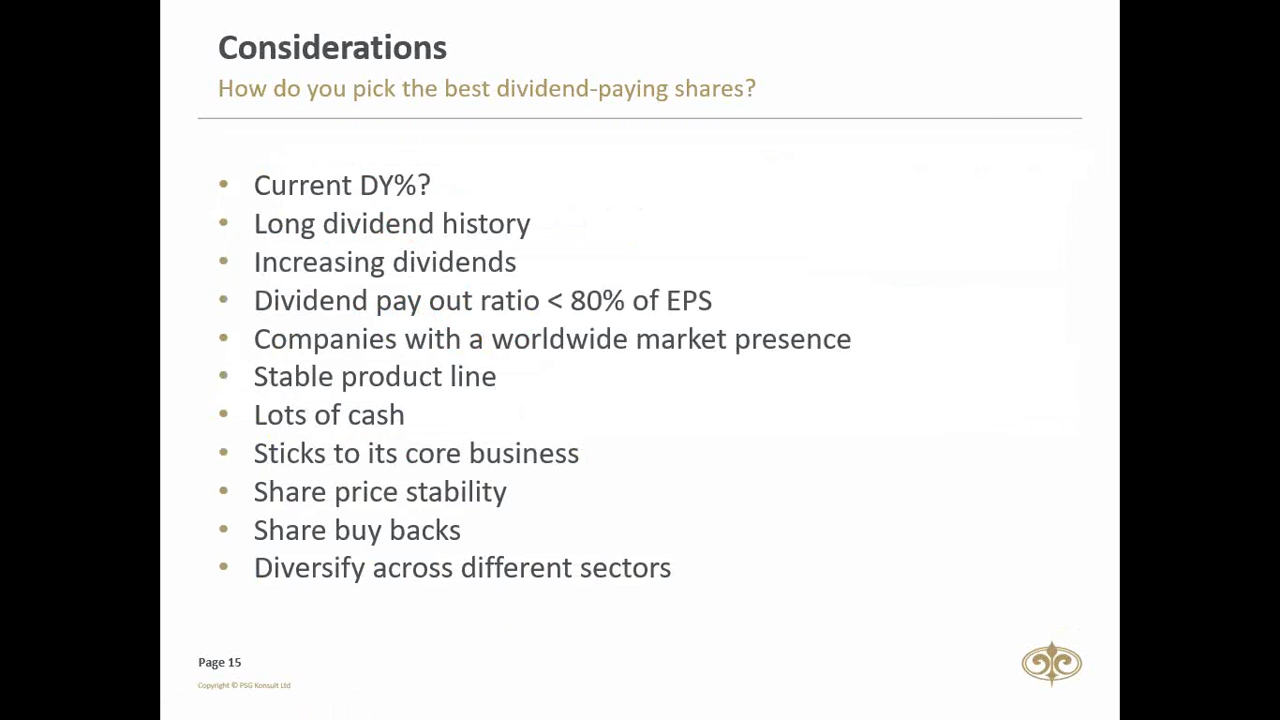 Considerations
How do you pick the best dividend-paying shares?
• Current DY%?
• Long dividend history
• Increasing dividends
• Dividend pay out ratio < 80% of EPS
• Companies with a worldwide market presence
• Stable product line
• Lots of cash
• Sticks to its core business
• Share price stability
• Share buy backs
• Diversify across different sectors
Page 15
Copyright © PSG Konsult Ltd